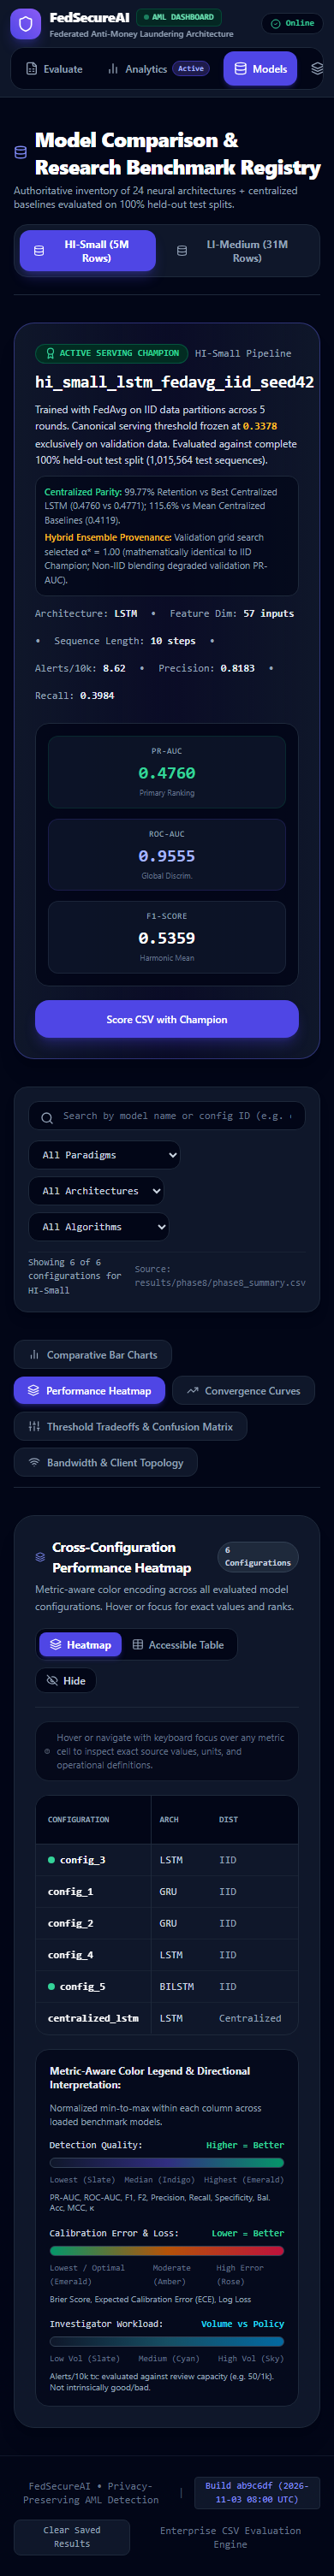 FedSecureAI
AML DASHBOARD
Federated Anti-Money Laundering Architecture
Online
Evaluate
Analytics
Active
Models
Model Comparison &
Research Benchmark Registry
Authoritative inventory of 24 neural architectures + centralized
baselines evaluated on 100% held-out test splits.
HI-Small (5M
Rows)
LI-Medium (31M
Rows)
ACTIVE SERVING CHAMPION
HI-Small Pipeline
hi_small_lstm_fedavg_iid_seed42
Trained with FedAvg on IID data partitions across 5
rounds. Canonical serving threshold frozen at 0.3378
exclusively on validation data. Evaluated against complete
100% held-out test split (1,015,564 test sequences).
Centralized Parity: 99.77% Retention vs Best Centralized
LSTM (0.4760 vs 0.4771); 115.6% vs Mean Centralized
Baselines (0.4119).
Hybrid Ensemble Provenance: Validation grid search
selected α* = 1.00 (mathematically identical to IID
Champion; Non-IID blending degraded validation PR-
AUC).
Architecture: LSTM • Feature Dim: 57 inputs
• Sequence Length: 10 steps •
Alerts/10k: 8.62 • Precision: 0.8183 •
Recall: 0.3984
PR-AUC
0.4760
Primary Ranking
ROC-AUC
0.9555
Global Discrim.
F1-SCORE
0.5359
Harmonic Mean
Score CSV with Champion
Search by model name or config ID (e.g.
All Paradigms
All Architectures
All Algorithms
Showing 6 of 6
configurations for
HI-Small
Source:
results/phase8/phase8_summary.csv
Comparative Bar Charts
Performance Heatmap
Convergence Curves
Threshold Tradeoffs & Confusion Matrix
Bandwidth & Client Topology
Cross-Configuration
Performance Heatmap
6
Configurations
Metric-aware color encoding across all evaluated model
configurations. Hover or focus for exact values and ranks.
Heatmap
Accessible Table
Hide
Hover or navigate with keyboard focus over any metric
cell to inspect exact source values, units, and
operational definitions.
CONFIGURATION ARCH DIST
config_3 LSTM IID
config_1 GRU IID
config_2 GRU IID
config_4 LSTM IID
config_5 BILSTM IID
centralized_lstm LSTM Centralized
Metric-Aware Color Legend & Directional
Interpretation:
Normalized min-to-max within each column across
loaded benchmark models.
Detection Quality: Higher = Better
Lowest (Slate) Median (Indigo) Highest (Emerald)
PR-AUC, ROC-AUC, F1, F2, Precision, Recall, Specificity, Bal.
Acc, MCC, κ
Calibration Error & Loss: Lower = Better
Lowest / Optimal
(Emerald)
Moderate
(Amber)
High Error
(Rose)
Brier Score, Expected Calibration Error (ECE), Log Loss
Investigator Workload: Volume vs Policy
Low Vol (Slate) Medium (Cyan) High Vol (Sky)
Alerts/10k tx: evaluated against review capacity (e.g. 50/1k).
Not intrinsically good/bad.
FedSecureAI • Privacy-
Preserving AML Detection
|
Build ab9c6df (2026-
11-03 08:00 UTC)
Clear Saved
Results
Enterprise CSV Evaluation
Engine